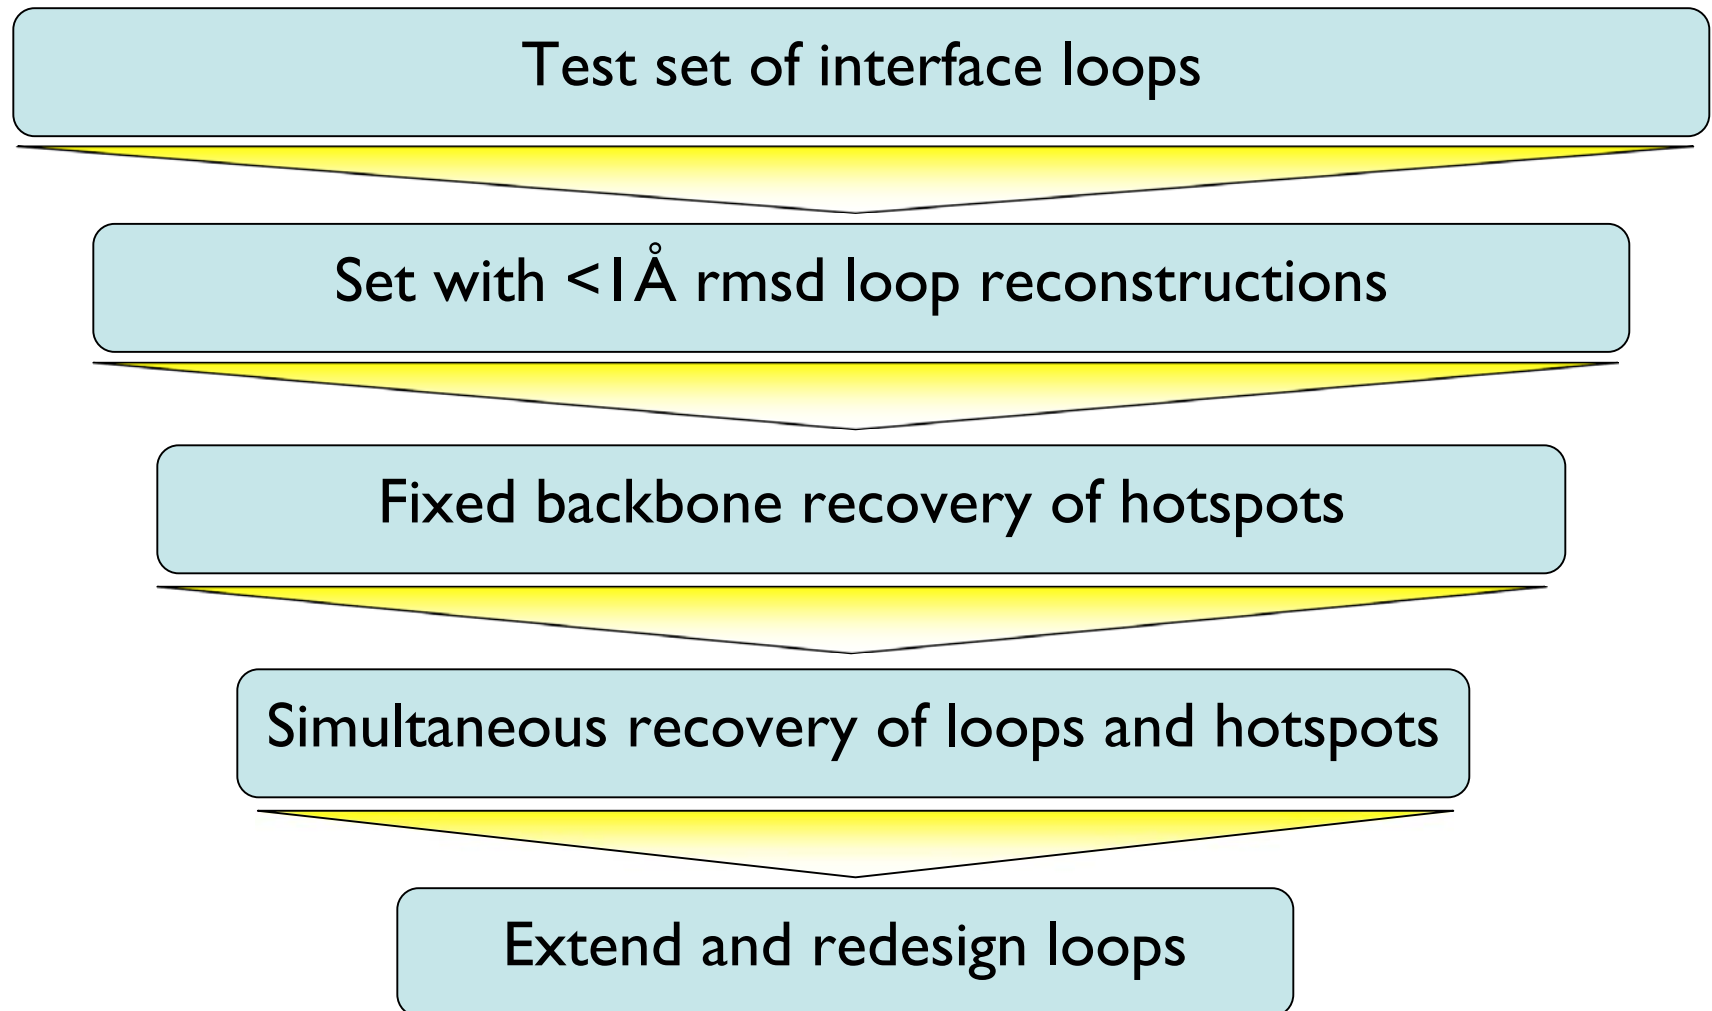 Test set of interface loops
Set with <1Å rmsd loop reconstructions
Fixed backbone recovery of hotspots
Simultaneous recovery of loops and hotspots
Extend and redesign loops